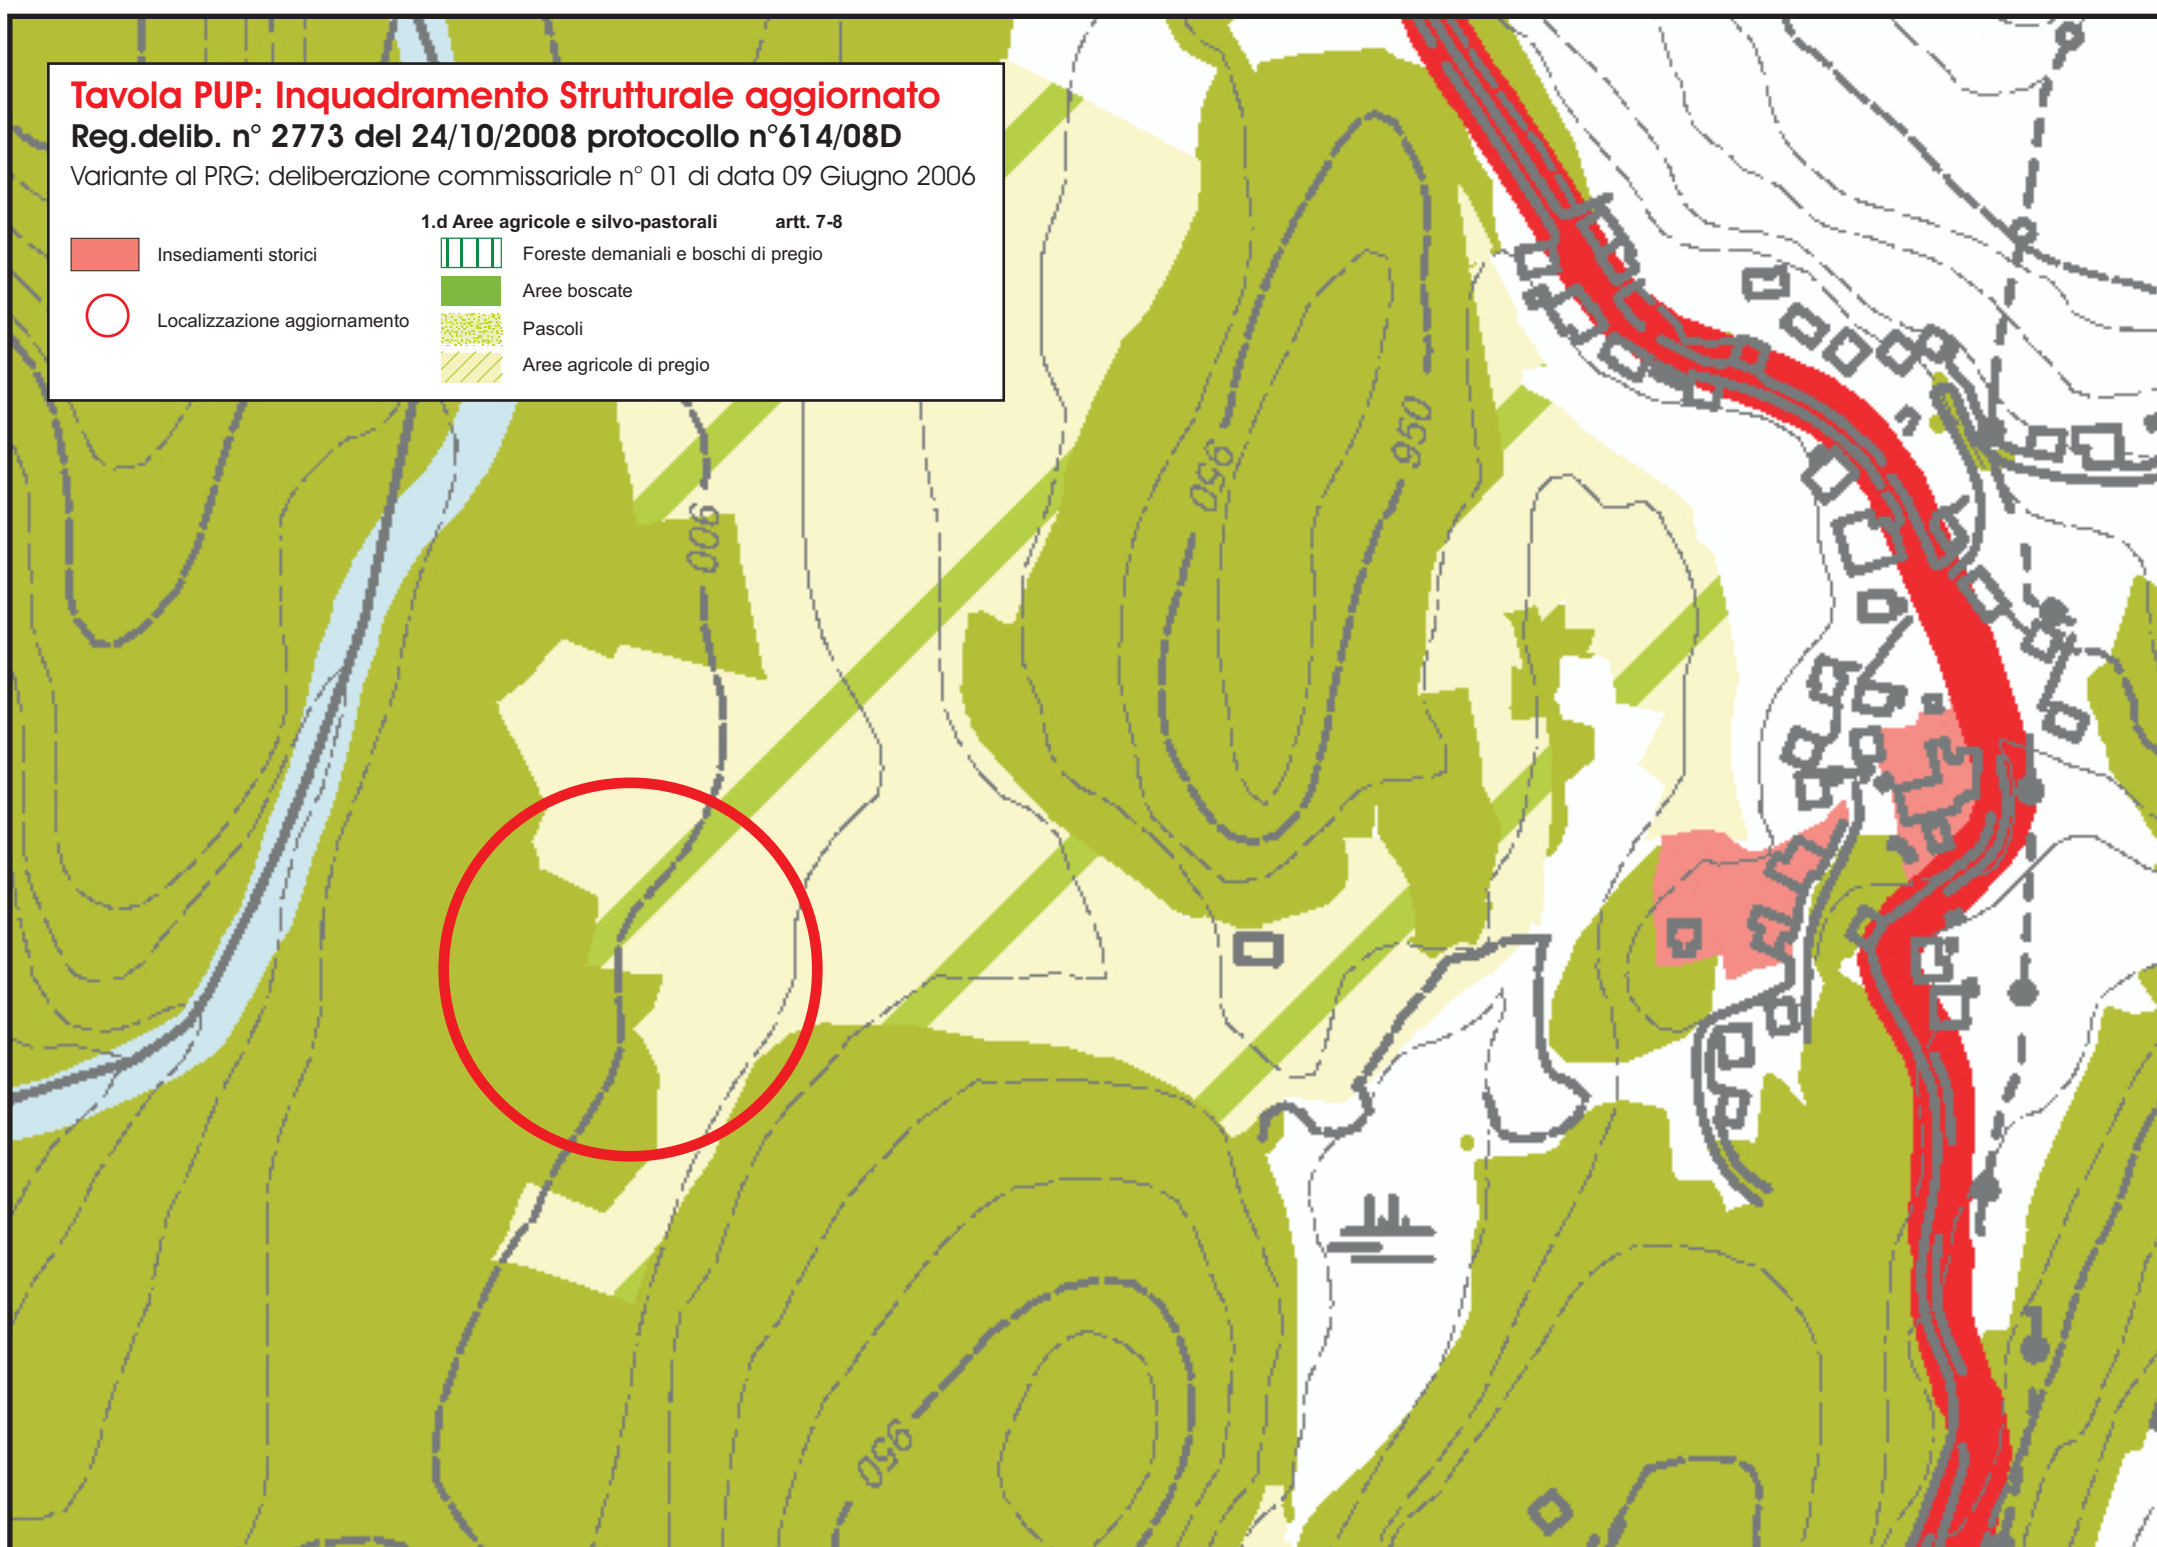 Tavola PUP: Inquadramento Strutturale aggiornato
Reg.delib. n° 2773 del 24/10/2008 protocollo n°614/08D
Variante al PRG: deliberazione commissariale n° 01 di data 09 Giugno 2006
1.d Aree agricole e silvo-pastorali artt. 7-8
Insediamenti storici
Foreste demaniali e boschi di pregio
Aree boscate
Localizzazione aggiornamento
Pascoli
Aree agricole di pregio
950
950
900
950